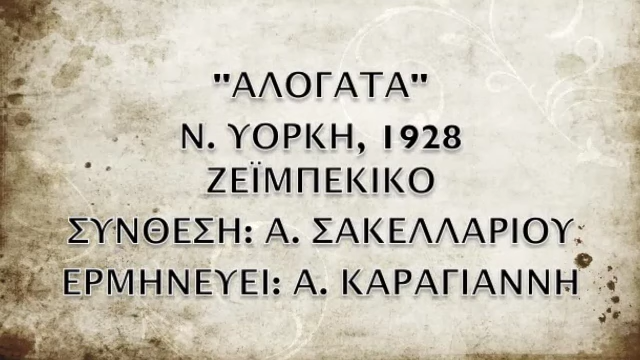 "ΑΛΟΓΑΤΑ"
Ν. ΥΟΡΚΗ, 1928
ΖΕΪΜΠΕΚΙΚΟ
ΣΥΝΘΕΣΗ: Α. ΣΑΚΕΛΛΑΡΙΟΥ
ΕΡΜΗΝΕΥΕΙ: Α. ΚΑΡΑΓΙΑΝΝΗ